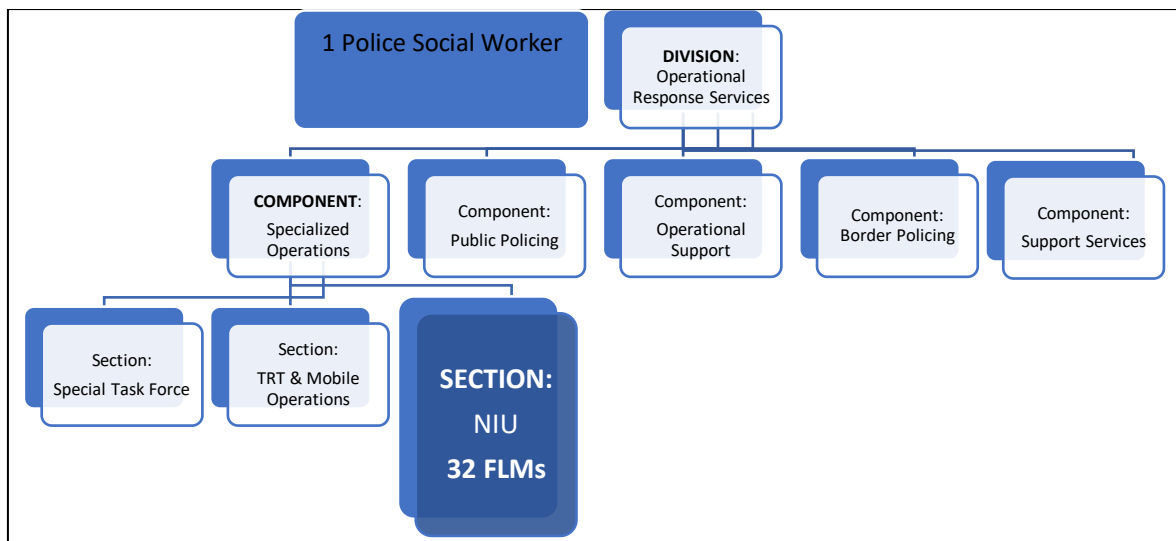 1 Police Social Worker
DIVISION:
Operational
Response Services
COMPONENT:
Specialized
Operations
Component:
Public Policing
Component:
Operational
Support
Component:
Border Policing
Component:
Support Services
Section:
Special Task Force
Section:
TRT & Mobile
Operations
SECTION:
NIU
32 FLMs